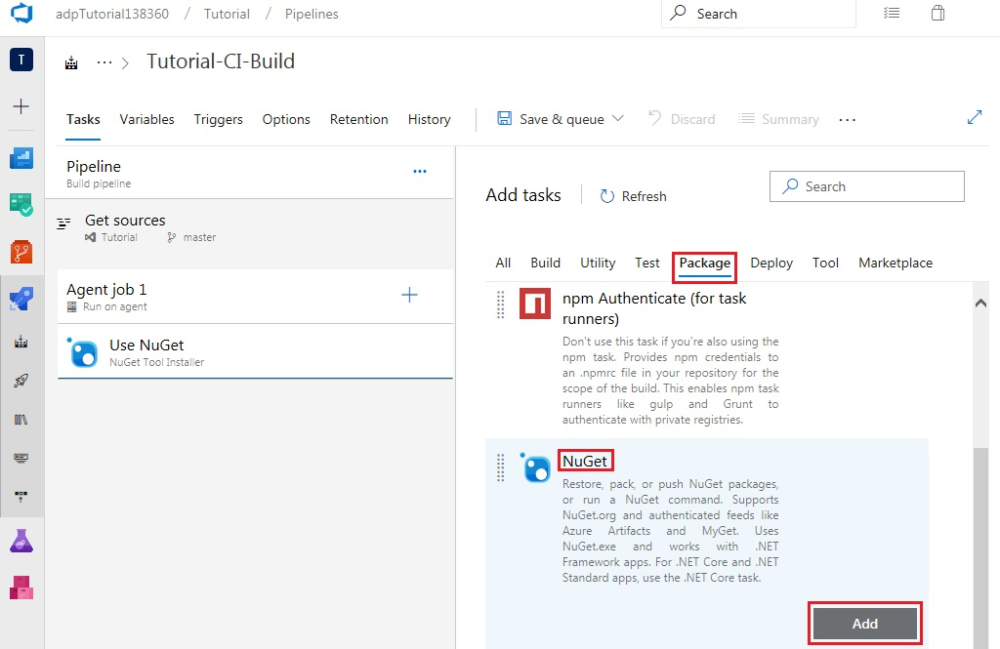 adpTutorial138360 / Tutorial / Pipelines
Search
T
··· > Tutorial-CI-Build
Tasks Variables Triggers Options Retention History Save & queue Discard Summary ···
Pipeline
Build pipeline
Get sources
Tutorial master
Agent job 1
Run on agent
Use NuGet
NuGet Tool Installer
Add tasks Refresh Search
All Build Utility Test Package Deploy Tool Marketplace
npm Authenticate (for task
runners)
Don't use this task if you're also using the
npm task. Provides npm credentials to
an .npmrc file in your repository for the
scope of the build. This enables npm task
runners like gulp and Grunt to
authenticate with private registries.
NuGet
Restore, pack, or push NuGet packages,
or run a NuGet command. Supports
NuGet.org and authenticated feeds like
Azure Artifacts and MyGet. Uses
NuGet.exe and works with .NET
Framework apps. For .NET Core and .NET
Standard apps, use the .NET Core task.
Add